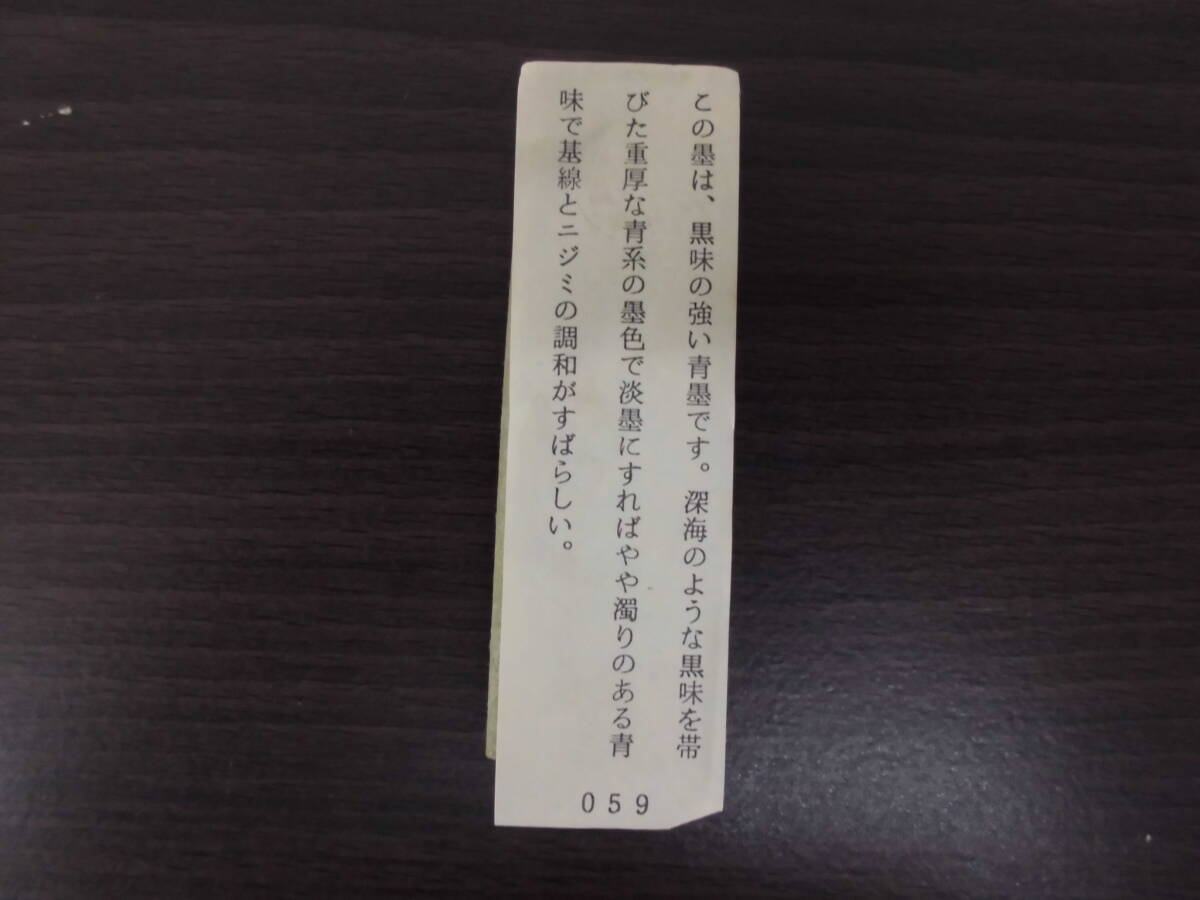 この墨は、黒味の強い青墨です。深海のような黒味を帯
びた重厚な青系の墨色で淡墨にすればやや濁りのある青
味で基線とニジミの調和がすばらしい。
059